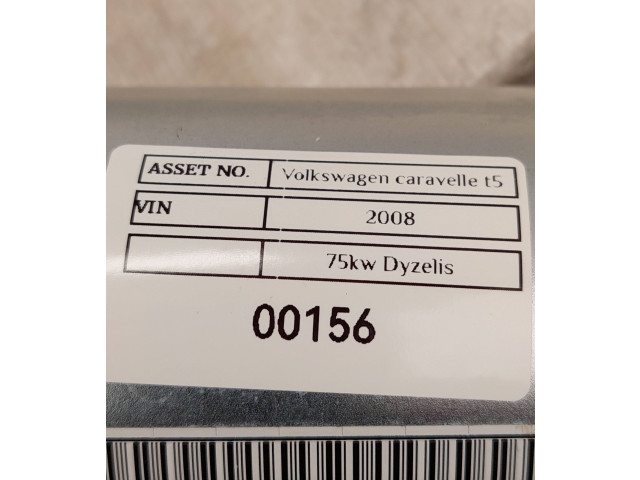 ASSET NO. Volkswagen caravelle t5
VIN 2008
75kw Dyzelis
00156